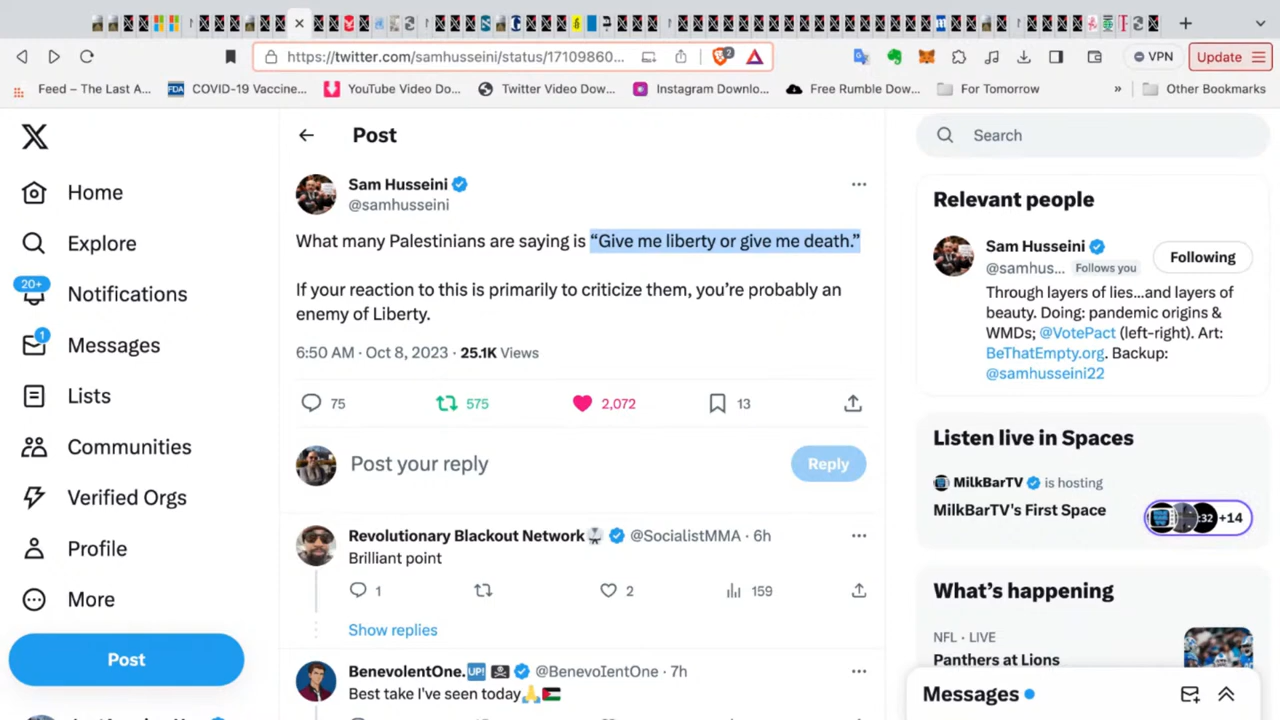 https://twitter.com/samhusseini/status/17109860...
2
VPN
Update
Feed – The Last A...
FDA
COVID-19 Vaccine...
YouTube Video Do...
Twitter Video Dow...
Instagram Downlo...
Free Rumble Dow...
For Tomorrow
»
Other Bookmarks
X
Home
Explore
20+
Notifications
1
Messages
Lists
Communities
Verified Orgs
Profile
More
Post
Post
Sam Husseini
@samhusseini
What many Palestinians are saying is “Give me liberty or give me death.”
If your reaction to this is primarily to criticize them, you’re probably an
enemy of Liberty.
6:50 AM · Oct 8, 2023 · 25.1K Views
75
575
2,072
13
Post your reply
Reply
Revolutionary Blackout Network @SocialistMMA · 6h
Brilliant point
1
2
159
Show replies
BenevolentOne. UP! @BenevoIentOne · 7h
Best take I've seen today
Search
Relevant people
Sam Husseini
@samhus... Follows you
Following
Through layers of lies...and layers of
beauty. Doing: pandemic origins &
WMDs; @VotePact (left-right). Art:
BeThatEmpty.org. Backup:
@samhusseini22
Listen live in Spaces
MilkBarTV is hosting
MilkBarTV's First Space
:32 +14
What’s happening
NFL · LIVE
Panthers at Lions
Messages